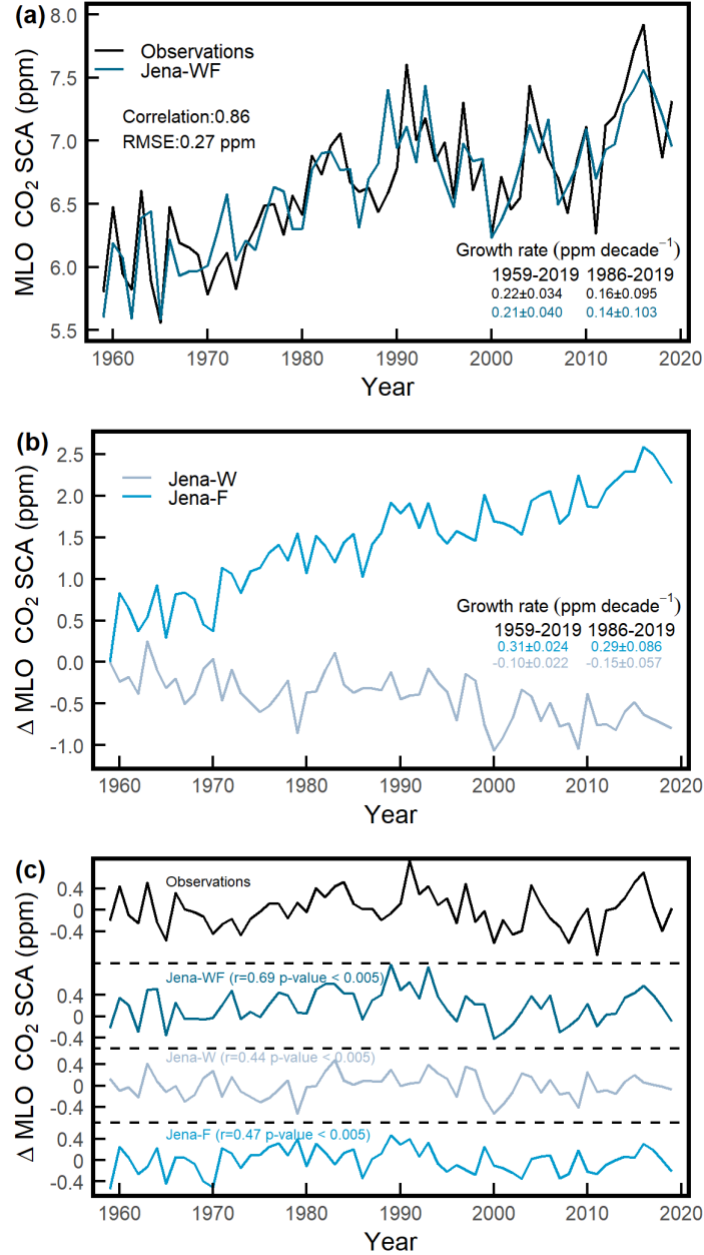 (a)
8.0
7.5
7.0
6.5
6.0
5.5
MLO CO₂ SCA (ppm)
Observations
Jena-WF
Correlation:0.86
RMSE:0.27 ppm
Growth rate (ppm decade⁻¹)
1959-2019 1986-2019
0.22±0.034 0.16±0.095
0.21±0.040 0.14±0.103
1960 1970 1980 1990 2000 2010 2020
Year
(b)
2.5
2.0
1.5
1.0
0.5
0.0
-0.5
-1.0
Δ MLO CO₂ SCA (ppm)
Jena-W
Jena-F
Growth rate (ppm decade⁻¹)
1959-2019 1986-2019
0.31±0.024 0.29±0.086
-0.10±0.022 -0.15±0.057
1960 1970 1980 1990 2000 2010 2020
Year
(c)
Δ MLO CO₂ SCA (ppm)
Observations
0.4
0
-0.4
Jena-WF (r=0.69 p-value < 0.005)
0.4
0
-0.4
Jena-W (r=0.44 p-value < 0.005)
0.4
0
-0.4
Jena-F (r=0.47 p-value < 0.005)
0.4
0
-0.4
1960 1970 1980 1990 2000 2010 2020
Year